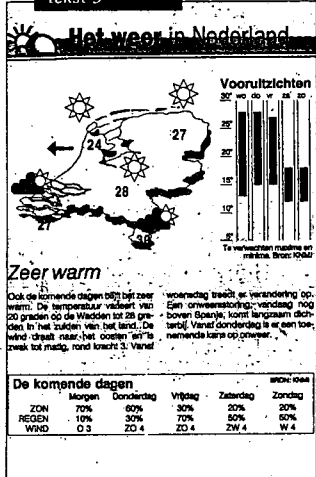 tekst 5
Het weer in Nederland
Vooruitzichten
30° wo do vr za zo
25°
20°
15°
10°
5°
24
27
28
27
30
Te verwachten maxima en
minima. Bron: KNMI
Zeer warm
Ook de komende dagen blijft het zeer
warm. De temperatuur varieert van
20 graden op de Wadden tot 28 gra-
den in het zuiden van het land. De
wind draait naar het oosten en is
zwak tot matig, rond kracht 3. Vanaf
woensdag treedt er verandering op.
Een onweersstoring, vandaag nog
boven Spanje, komt langzaam dich-
terbij. Vanaf donderdag is er een toe-
nemende kans op onweer.
De komende dagen BRON: KNMI
Morgen Donderdag Vrijdag Zaterdag Zondag
ZON 70% 60% 30% 20% 20%
REGEN 10% 30% 70% 50% 50%
WIND O 3 ZO 4 ZO 4 ZW 4 W 4